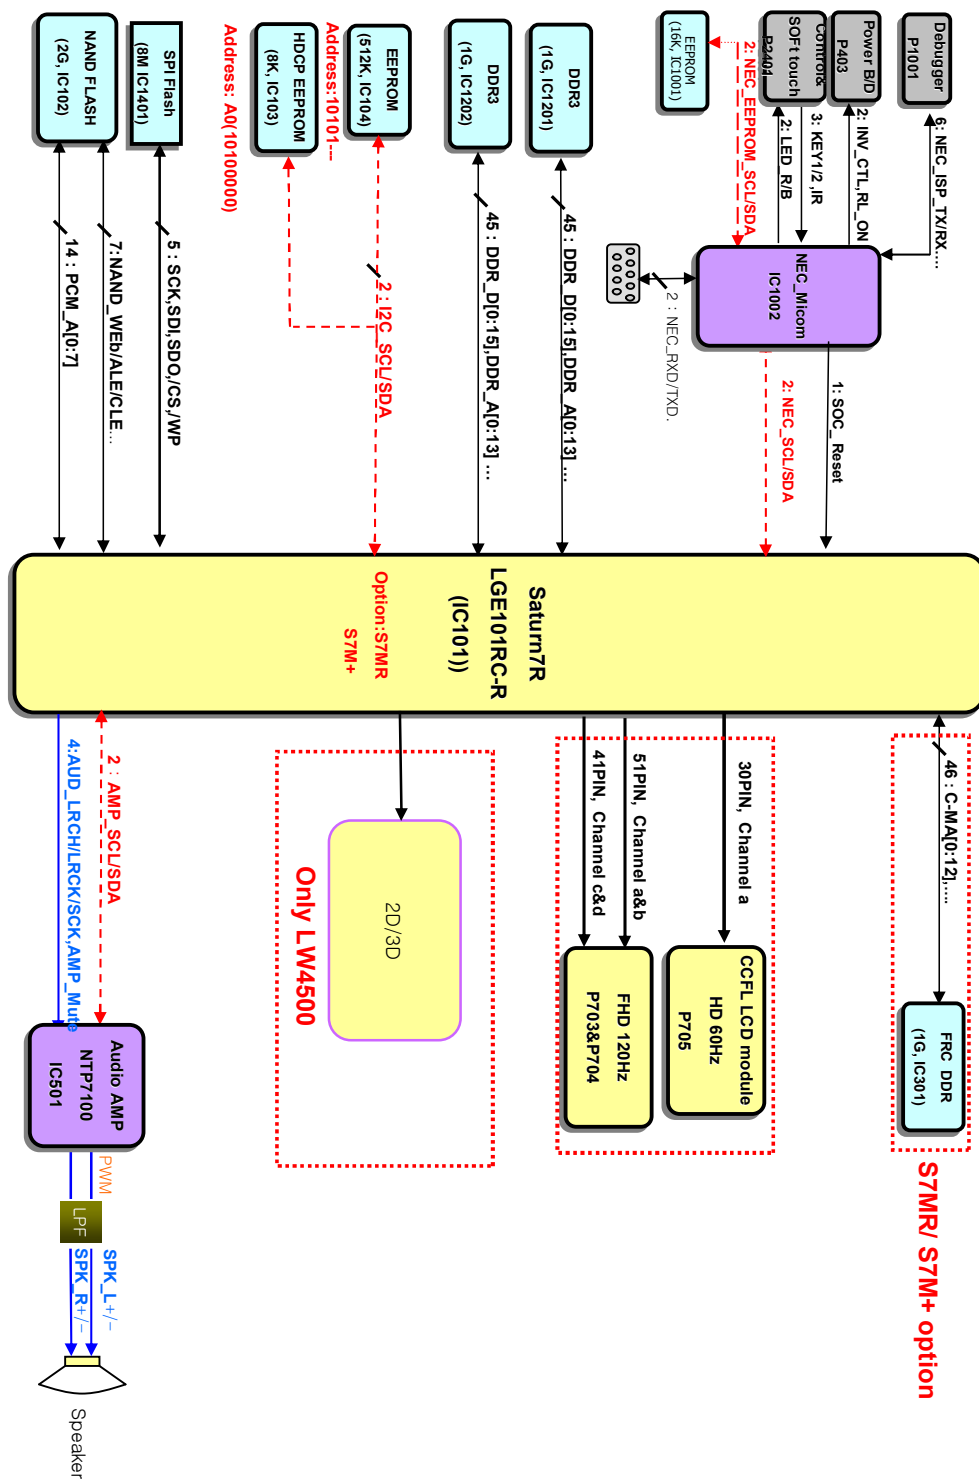 Debugger
P1001
6: NEC_ISP_TX/RX....
Power B/D
P403
2: INV_CTL,RL_ON
Control&
SOFt touch
P2401
3: KEY1/2 ,IR
2: LED_R/B
EEPROM
(16K, IC1001)
2: NEC_EEPROM_SCL/SDA
NEC_Micom
IC1002
2 : NEC_RXD/TXD.
1: SOC_ Reset
2: NEC_SCL/SDA
DDR3
(1G, IC1201)
45 : DDR_D[0:15],DDR_A[0:13] ...
DDR3
(1G, IC1202)
45 : DDR_D[0:15],DDR_A[0:13] ...
EEPROM
(512K, IC104)
Address:10101---
2 : I2C_SCL/SDA
HDCP EEPROM
(8K, IC103)
Address: A0(10100000)
SPI Flash
(8M IC1401)
5 : SCK,SDI,SDO,/CS,/WP
NAND FLASH
(2G, IC102)
7:NAND_WEb/ALE/CLE...
14 : PCM_A[0:7]
Saturn7R
LGE101RC-R
(IC101))
Option:S7MR
S7M+
46 : C-MA[0:12],....
FRC DDR
(1G, IC301)
S7MR/ S7M+ option
30PIN, Channel a
CCFL LCD module
HD 60Hz
P705
51PIN, Channel a&b
41PIN, Channel c&d
FHD 120Hz
P703&P704
2D/3D
Only LW4500
2 : AMP_SCL/SDA
4:AUD_LRCH/LRCK/SCK,AMP_Mute
Audio AMP
NTP7100
IC501
PWM
LPF
SPK_L+/-
SPK_R+/-
Speaker